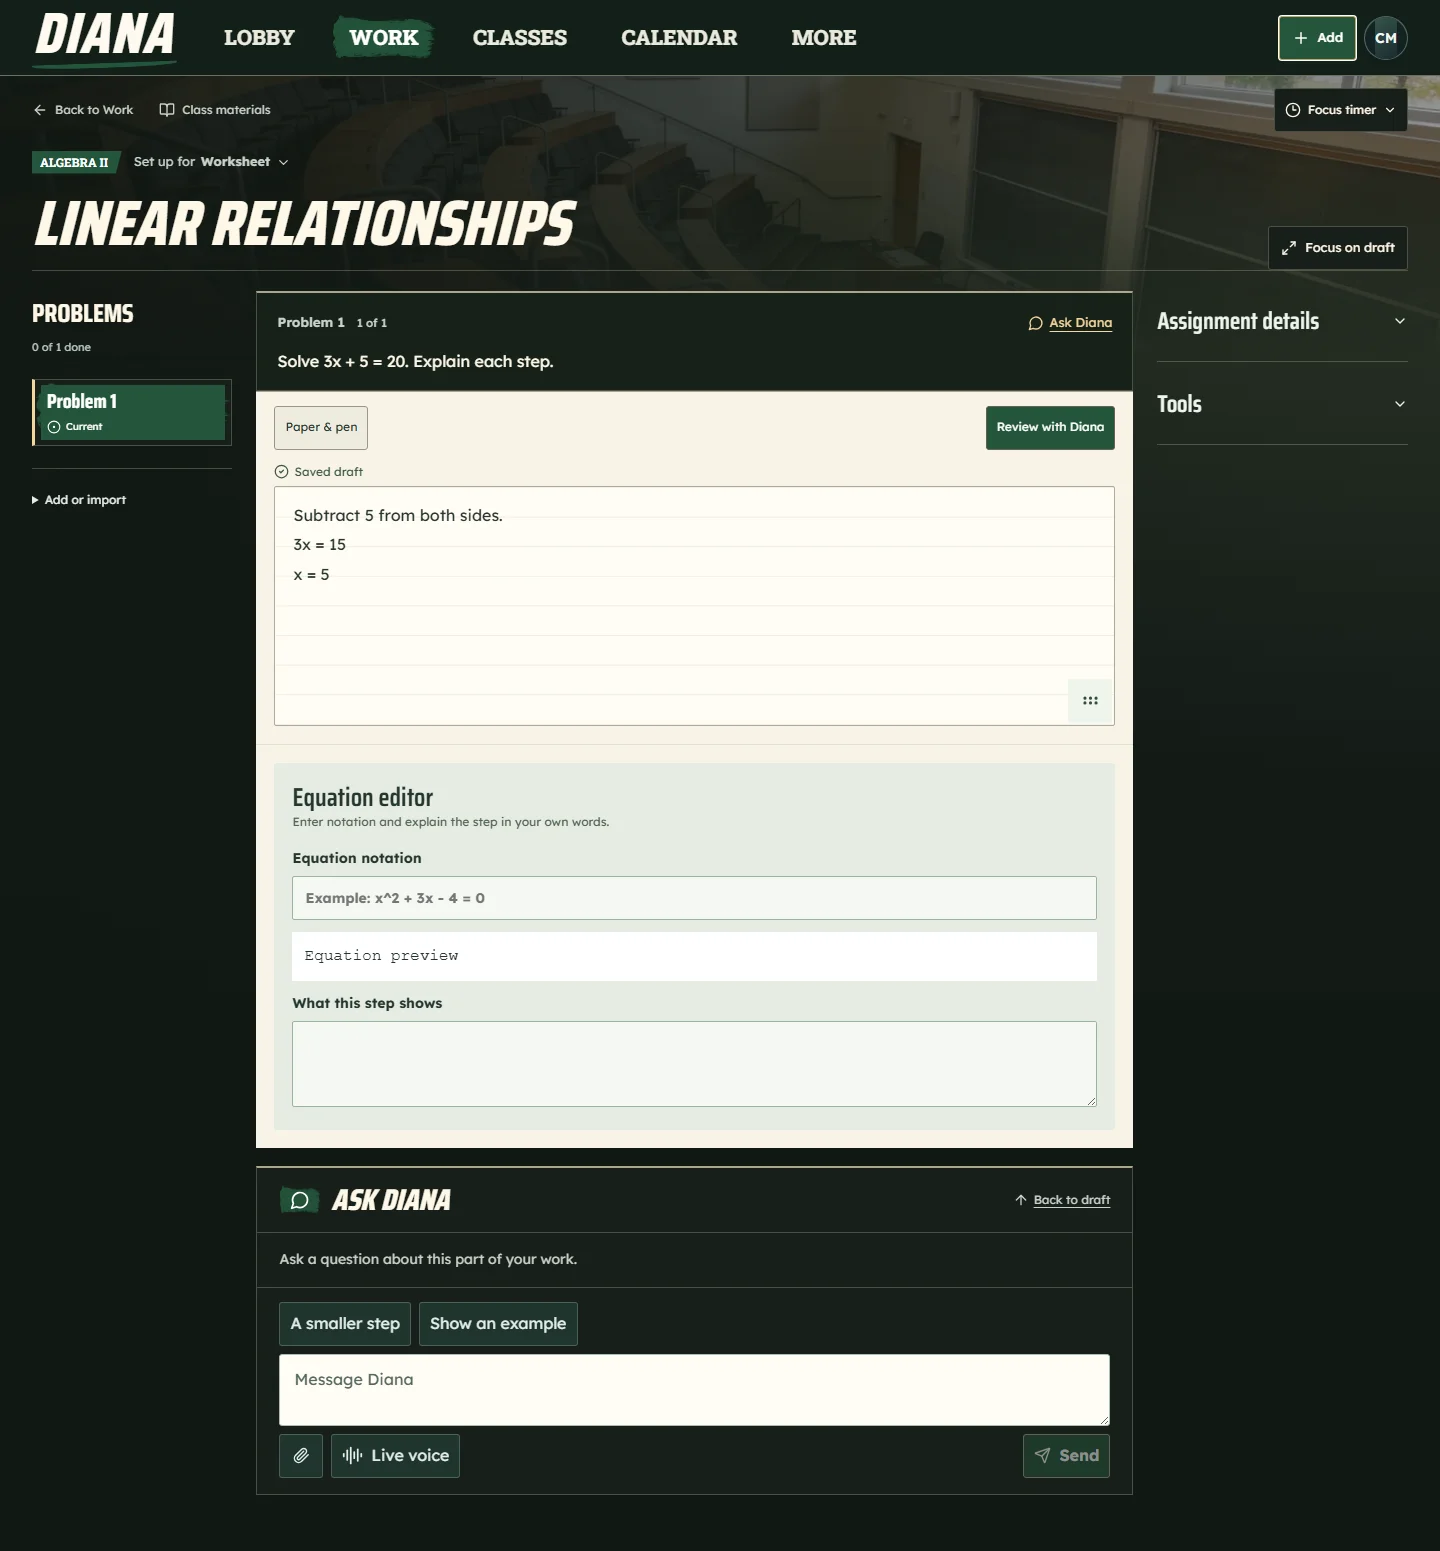 DIANA
LOBBY
WORK
CLASSES
CALENDAR
MORE
Add
CM
Back to Work
Class materials
Focus timer
ALGEBRA II
Set up for Worksheet
LINEAR RELATIONSHIPS
Focus on draft
PROBLEMS
0 of 1 done
Problem 1
Current
Add or import
Problem 1 1 of 1
Ask Diana
Solve 3x + 5 = 20. Explain each step.
Paper & pen
Review with Diana
Saved draft
Subtract 5 from both sides.
3x = 15
x = 5
Equation editor
Enter notation and explain the step in your own words.
Equation notation
Example: x^2 + 3x - 4 = 0
Equation preview
What this step shows
ASK DIANA
Back to draft
Ask a question about this part of your work.
A smaller step
Show an example
Message Diana
Live voice
Send
Assignment details
Tools